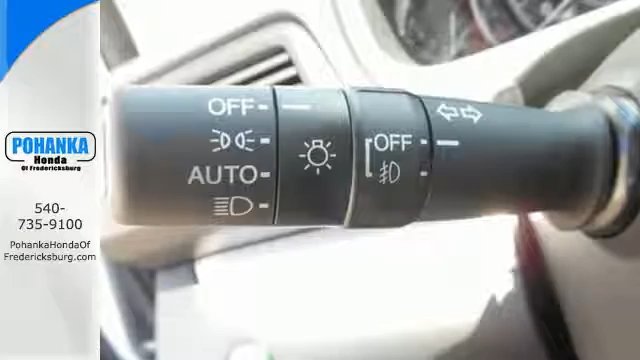 POHANKA
Honda
Of Fredericksburg
540-
735-9100
PohankaHondaOf
Fredericksburg.com
OFF
AUTO
OFF